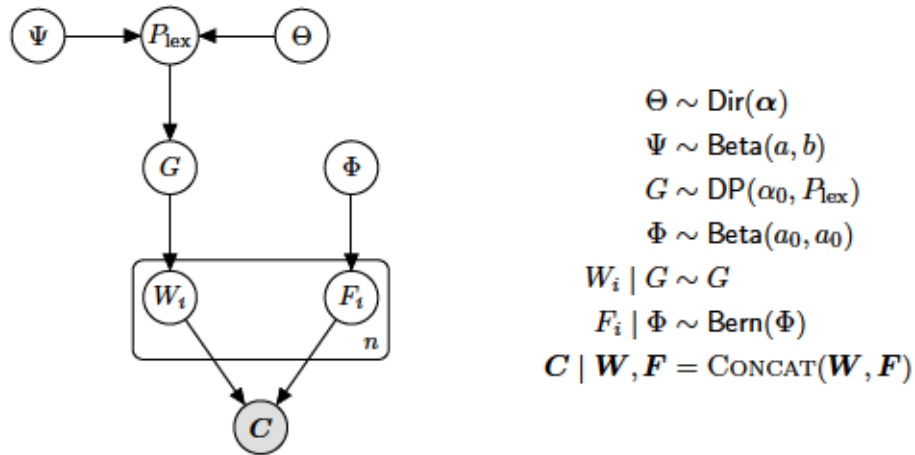 Ψ P_lex Θ
G Φ
W_i F_i
n
C
Θ ∼ Dir(α)
Ψ ∼ Beta(a, b)
G ∼ DP(α_0, P_lex)
Φ ∼ Beta(a_0, a_0)
W_i | G ∼ G
F_i | Φ ∼ Bern(Φ)
C | W, F = CONCAT(W, F)